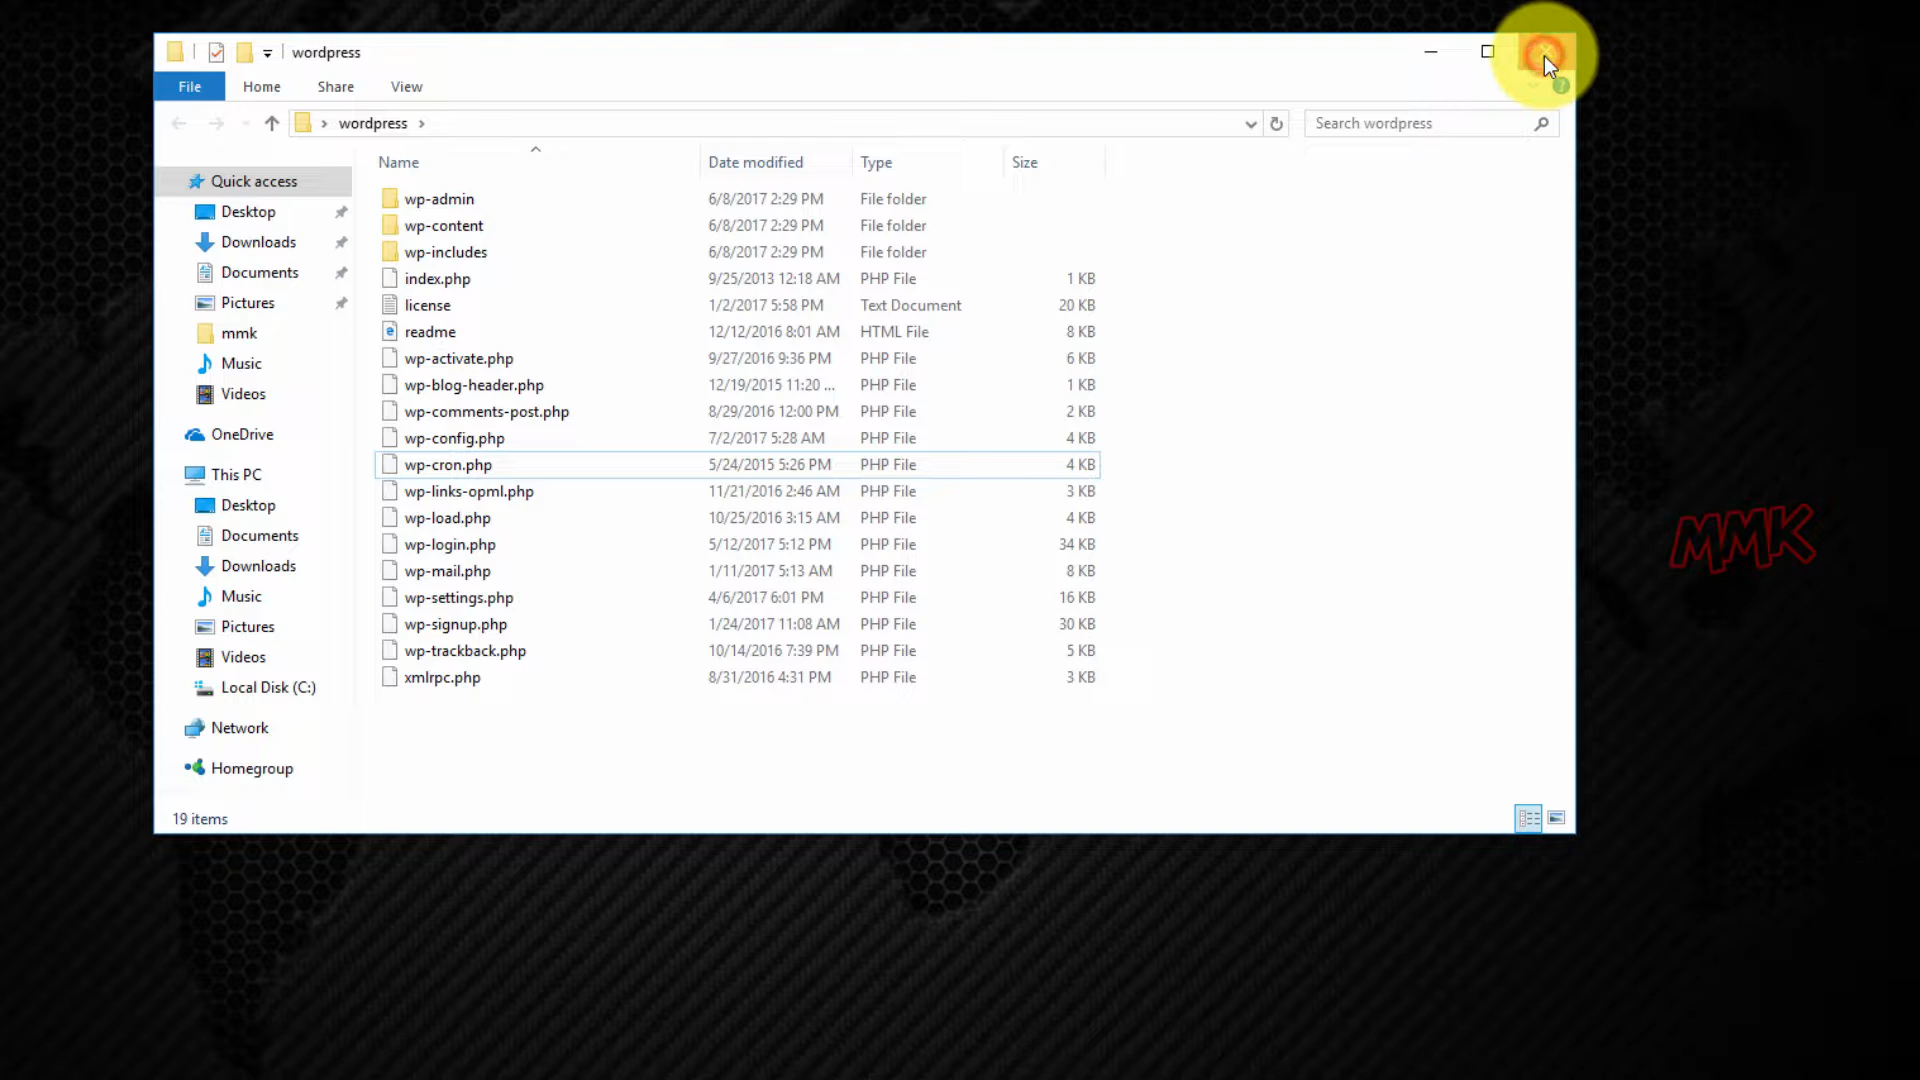 wordpress
File Home Share View
wordpress
Search wordpress
Name Date modified Type Size
Quick access
Desktop
Downloads
Documents
Pictures
mmk
Music
Videos
OneDrive
This PC
Desktop
Documents
Downloads
Music
Pictures
Videos
Local Disk (C:)
Network
Homegroup
wp-admin 6/8/2017 2:29 PM File folder
wp-content 6/8/2017 2:29 PM File folder
wp-includes 6/8/2017 2:29 PM File folder
index.php 9/25/2013 12:18 AM PHP File 1 KB
license 1/2/2017 5:58 PM Text Document 20 KB
readme 12/12/2016 8:01 AM HTML File 8 KB
wp-activate.php 9/27/2016 9:36 PM PHP File 6 KB
wp-blog-header.php 12/19/2015 11:20 ... PHP File 1 KB
wp-comments-post.php 8/29/2016 12:00 PM PHP File 2 KB
wp-config.php 7/2/2017 5:28 AM PHP File 4 KB
wp-cron.php 5/24/2015 5:26 PM PHP File 4 KB
wp-links-opml.php 11/21/2016 2:46 AM PHP File 3 KB
wp-load.php 10/25/2016 3:15 AM PHP File 4 KB
wp-login.php 5/12/2017 5:12 PM PHP File 34 KB
wp-mail.php 1/11/2017 5:13 AM PHP File 8 KB
wp-settings.php 4/6/2017 6:01 PM PHP File 16 KB
wp-signup.php 1/24/2017 11:08 AM PHP File 30 KB
wp-trackback.php 10/14/2016 7:39 PM PHP File 5 KB
xmlrpc.php 8/31/2016 4:31 PM PHP File 3 KB
19 items
MMK